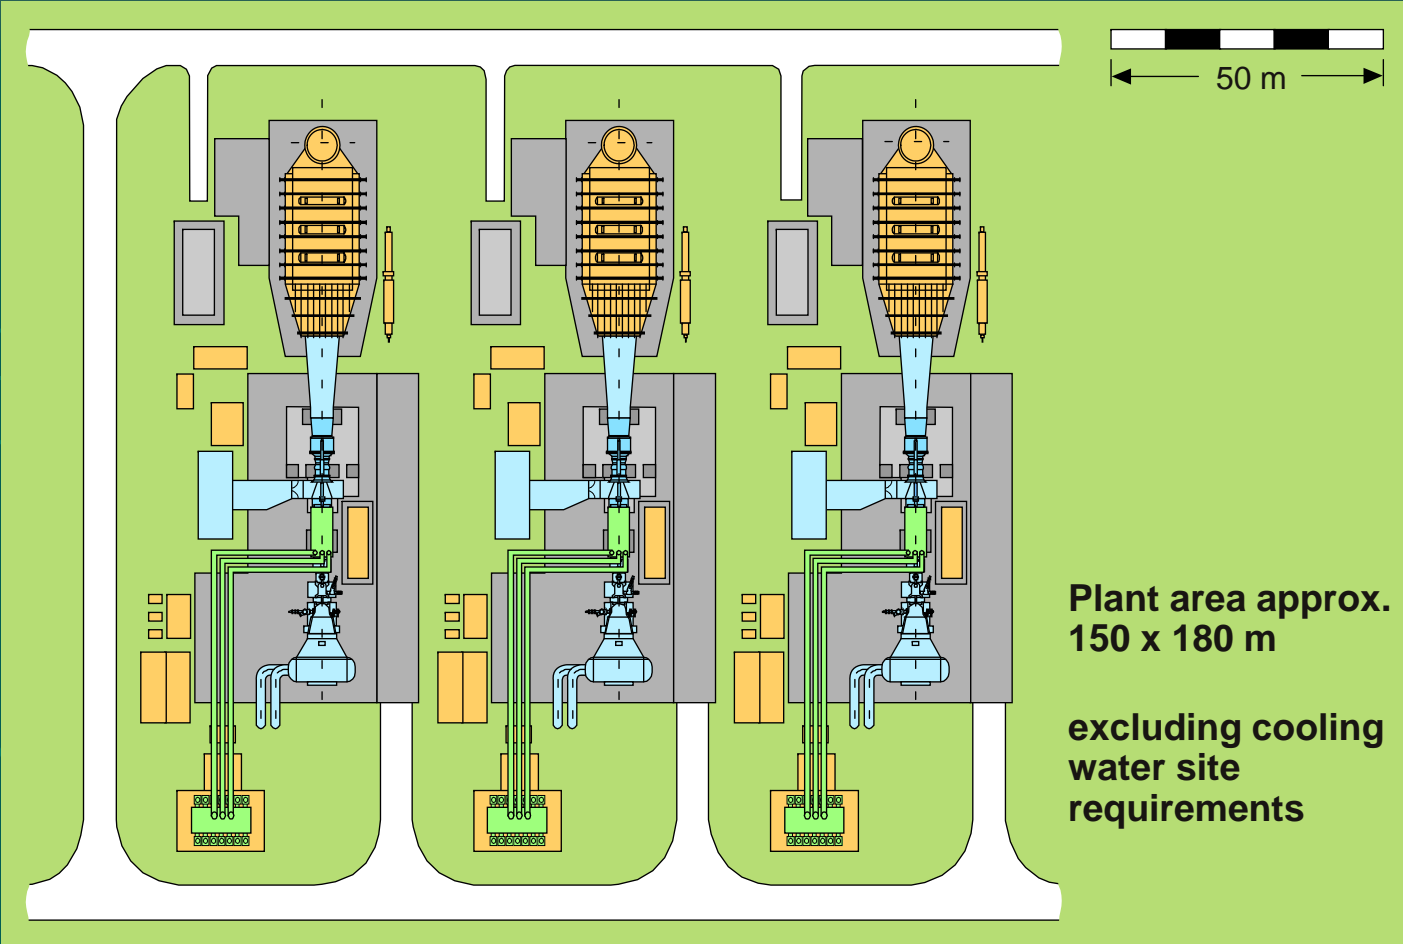 50 m
Plant area approx.
150 x 180 m
excluding cooling
water site
requirements